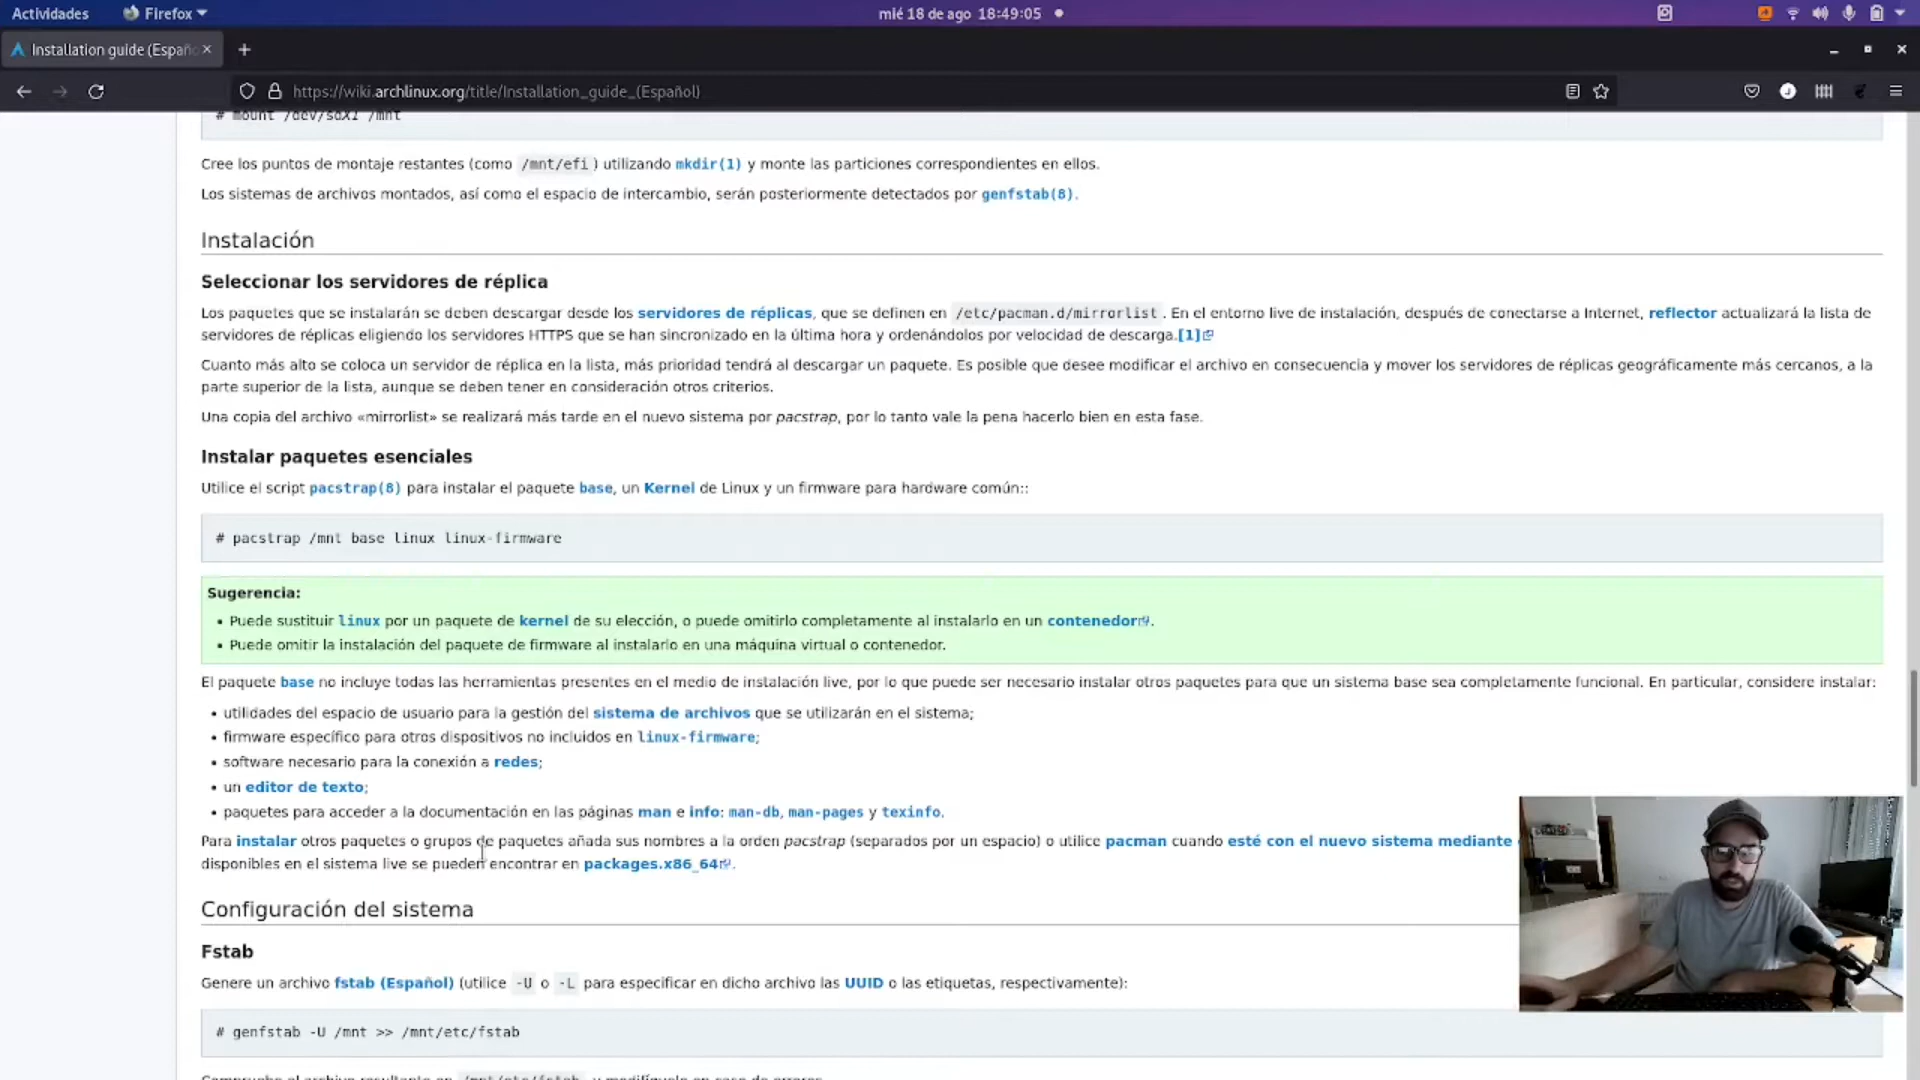 Actividades Firefox mié 18 de ago 18:49:05
Installation guide (Españo
https://wiki.archlinux.org/title/Installation_guide_(Español)
# mount /dev/sdX1 /mnt
Cree los puntos de montaje restantes (como /mnt/efi) utilizando mkdir(1) y monte las particiones correspondientes en ellos.
Los sistemas de archivos montados, así como el espacio de intercambio, serán posteriormente detectados por genfstab(8).
Instalación
Seleccionar los servidores de réplica
Los paquetes que se instalarán se deben descargar desde los servidores de réplicas, que se definen en /etc/pacman.d/mirrorlist. En el entorno live de instalación, después de conectarse a Internet, reflector actualizará la lista de
servidores de réplicas eligiendo los servidores HTTPS que se han sincronizado en la última hora y ordenándolos por velocidad de descarga.[1]
Cuanto más alto se coloca un servidor de réplica en la lista, más prioridad tendrá al descargar un paquete. Es posible que desee modificar el archivo en consecuencia y mover los servidores de réplicas geográficamente más cercanos, a la
parte superior de la lista, aunque se deben tener en consideración otros criterios.
Una copia del archivo «mirrorlist» se realizará más tarde en el nuevo sistema por pacstrap, por lo tanto vale la pena hacerlo bien en esta fase.
Instalar paquetes esenciales
Utilice el script pacstrap(8) para instalar el paquete base, un Kernel de Linux y un firmware para hardware común::
# pacstrap /mnt base linux linux-firmware
Sugerencia:
• Puede sustituir linux por un paquete de kernel de su elección, o puede omitirlo completamente al instalarlo en un contenedor.
• Puede omitir la instalación del paquete de firmware al instalarlo en una máquina virtual o contenedor.
El paquete base no incluye todas las herramientas presentes en el medio de instalación live, por lo que puede ser necesario instalar otros paquetes para que un sistema base sea completamente funcional. En particular, considere instalar:
• utilidades del espacio de usuario para la gestión del sistema de archivos que se utilizarán en el sistema;
• firmware específico para otros dispositivos no incluidos en linux-firmware;
• software necesario para la conexión a redes;
• un editor de texto;
• paquetes para acceder a la documentación en las páginas man e info: man-db, man-pages y texinfo.
Para instalar otros paquetes o grupos de paquetes añada sus nombres a la orden pacstrap (separados por un espacio) o utilice pacman cuando esté con el nuevo sistema mediante
disponibles en el sistema live se pueden encontrar en packages.x86_64.
Configuración del sistema
Fstab
Genere un archivo fstab (Español) (utilice -U o -L para especificar en dicho archivo las UUID o las etiquetas, respectivamente):
# genfstab -U /mnt >> /mnt/etc/fstab
Compruebe el archivo resultante en /mnt/etc/fstab y modifíquelo en caso de errores.